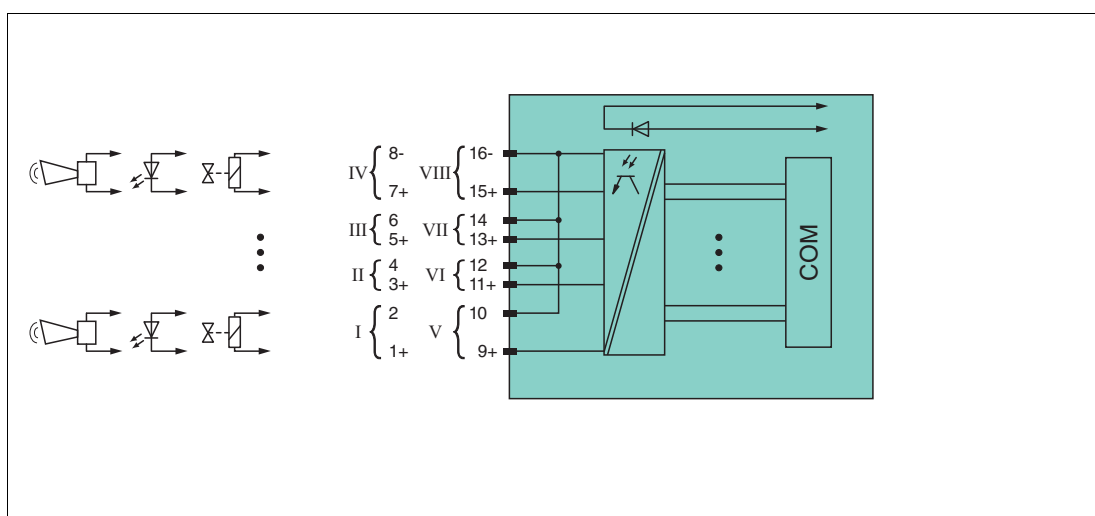 IV 8- VIII 16-
7+ 15+
III 6 VII 14
5+ 13+
II 4 VI 12
3+ 11+
I 2 V 10
1+ 9+
COM